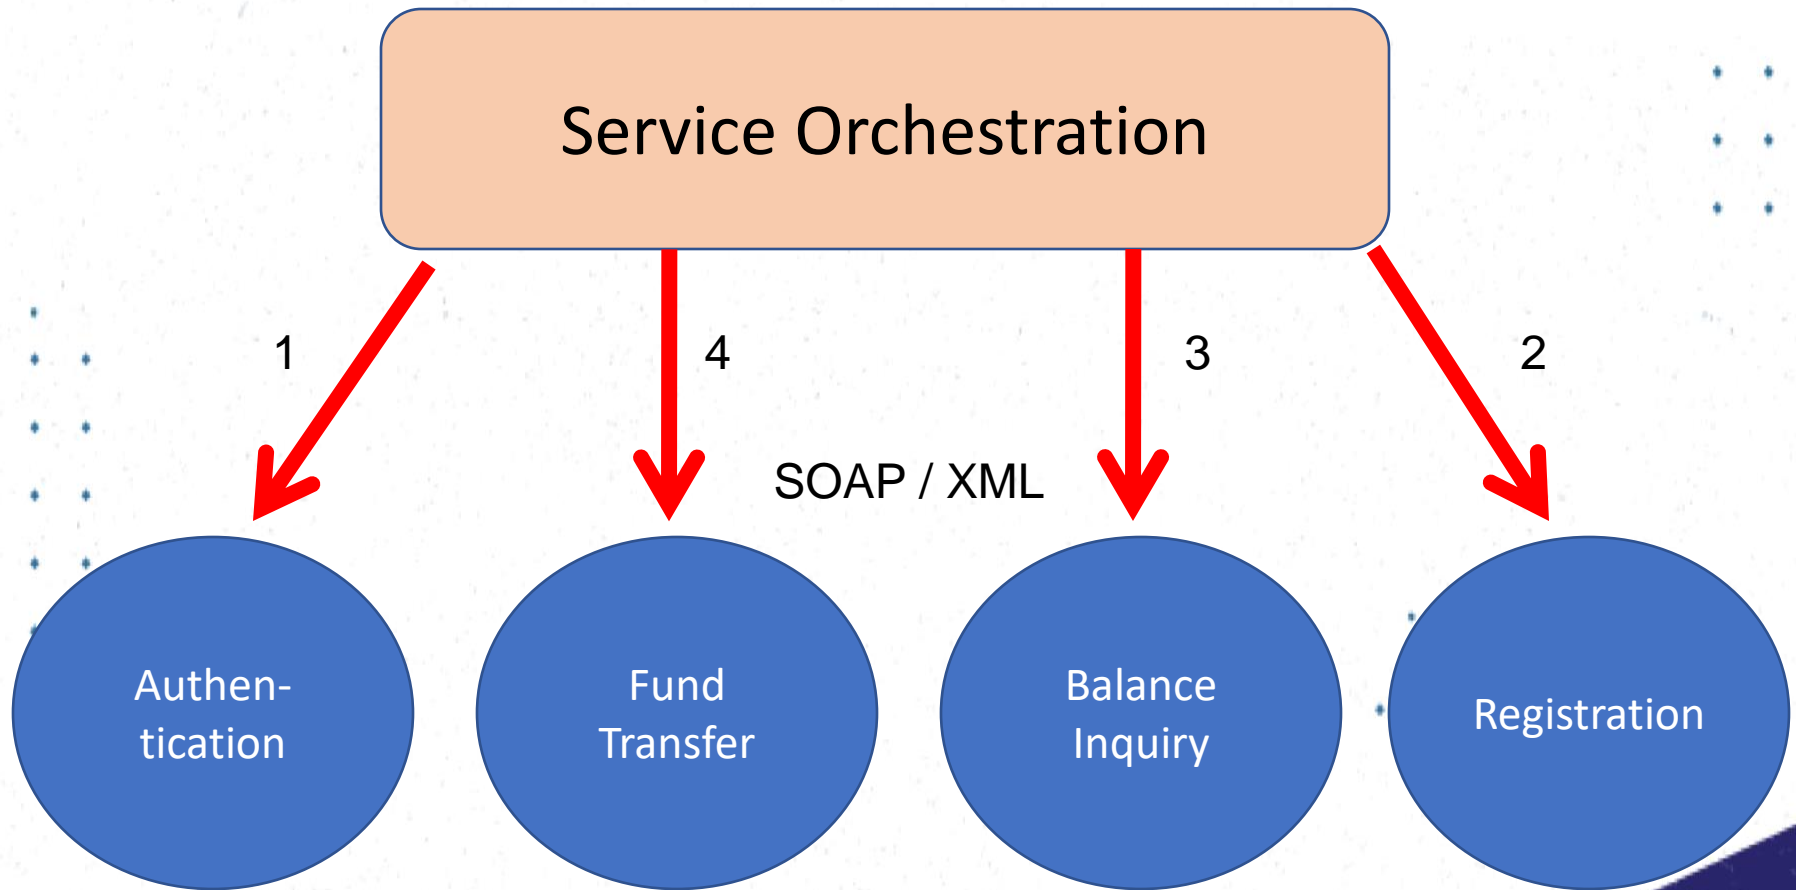 Service Orchestration
1
4
3
2
SOAP / XML
Authen-
tication
Fund
Transfer
Balance
Inquiry
Registration